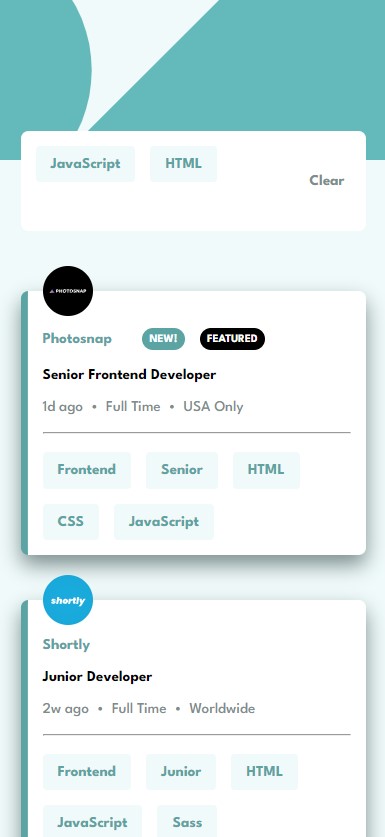 JavaScript HTML
Clear
PHOTOSNAP
Photosnap NEW! FEATURED
Senior Frontend Developer
1d ago • Full Time • USA Only
Frontend Senior HTML
CSS JavaScript
shortly
Shortly
Junior Developer
2w ago • Full Time • Worldwide
Frontend Junior HTML
JavaScript Sass